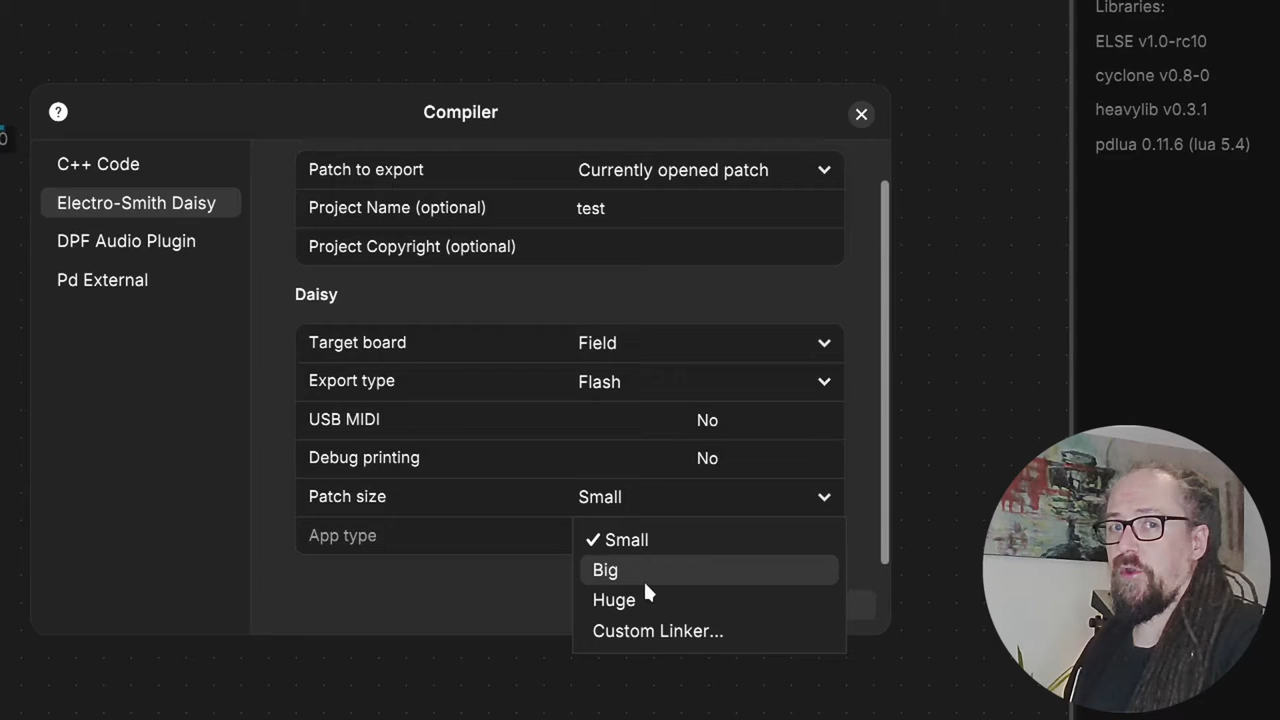 Libraries:
ELSE v1.0-rc10
cyclone v0.8-0
heavylib v0.3.1
pdlua 0.11.6 (lua 5.4)
0
?
Compiler
C++ Code
Electro-Smith Daisy
DPF Audio Plugin
Pd External
Patch to export Currently opened patch
Project Name (optional) test
Project Copyright (optional)
Daisy
Target board Field
Export type Flash
USB MIDI No
Debug printing No
Patch size Small
App type
Small
Big
Huge
Custom Linker...